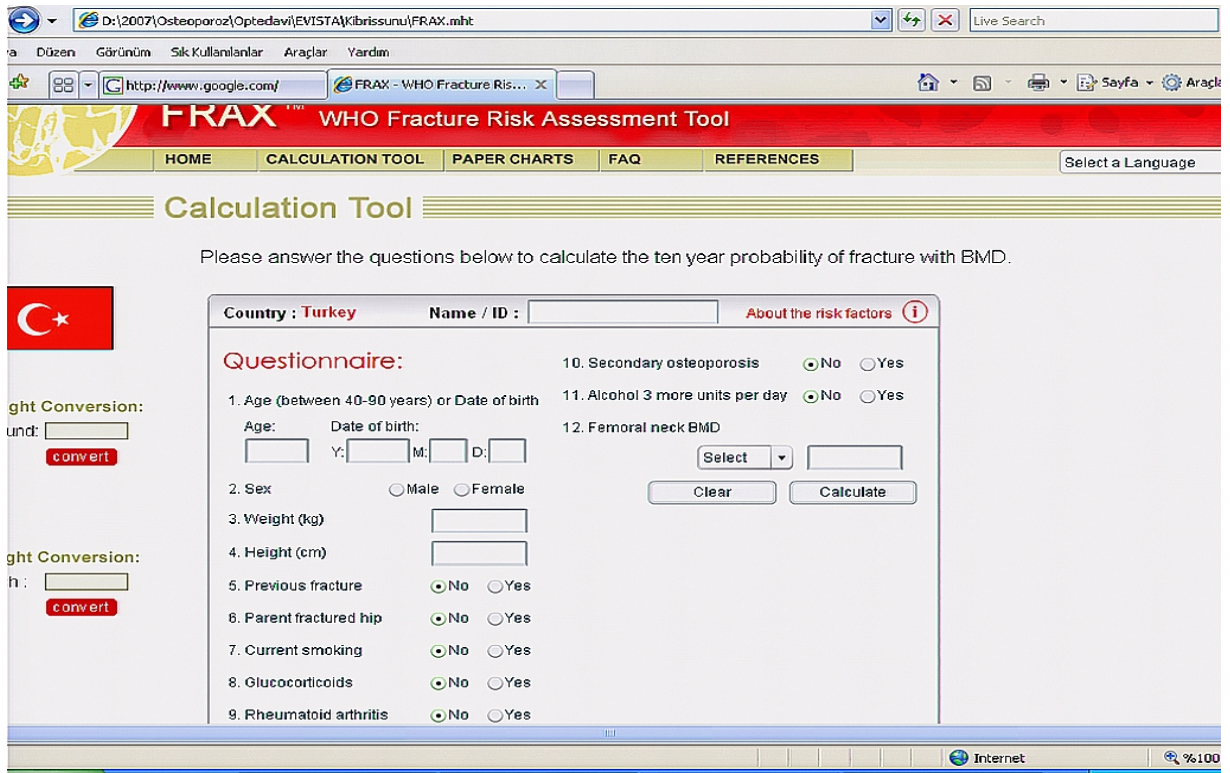 D:\2007\Osteoporoz\Optedavi\EVISTA\Kibrissunu\FRAX.mht
Live Search
Düzen Görünüm Sık Kullanılanlar Araçlar Yardım
http://www.google.com/
FRAX - WHO Fracture Ris... X
Sayfa
FRAX ™ WHO Fracture Risk Assessment Tool
HOME CALCULATION TOOL PAPER CHARTS FAQ REFERENCES
Select a Language
Calculation Tool
Please answer the questions below to calculate the ten year probability of fracture with BMD.
Country : Turkey Name / ID : About the risk factors i
Questionnaire:
1. Age (between 40-90 years) or Date of birth
Age: Date of birth:
Y: M: D:
2. Sex Male Female
3. Weight (kg)
4. Height (cm)
5. Previous fracture No Yes
6. Parent fractured hip No Yes
7. Current smoking No Yes
8. Glucocorticoids No Yes
9. Rheumatoid arthritis No Yes
10. Secondary osteoporosis No Yes
11. Alcohol 3 more units per day No Yes
12. Femoral neck BMD
Select
Clear Calculate
ght Conversion:
und:
convert
ght Conversion:
h :
convert
Internet %100